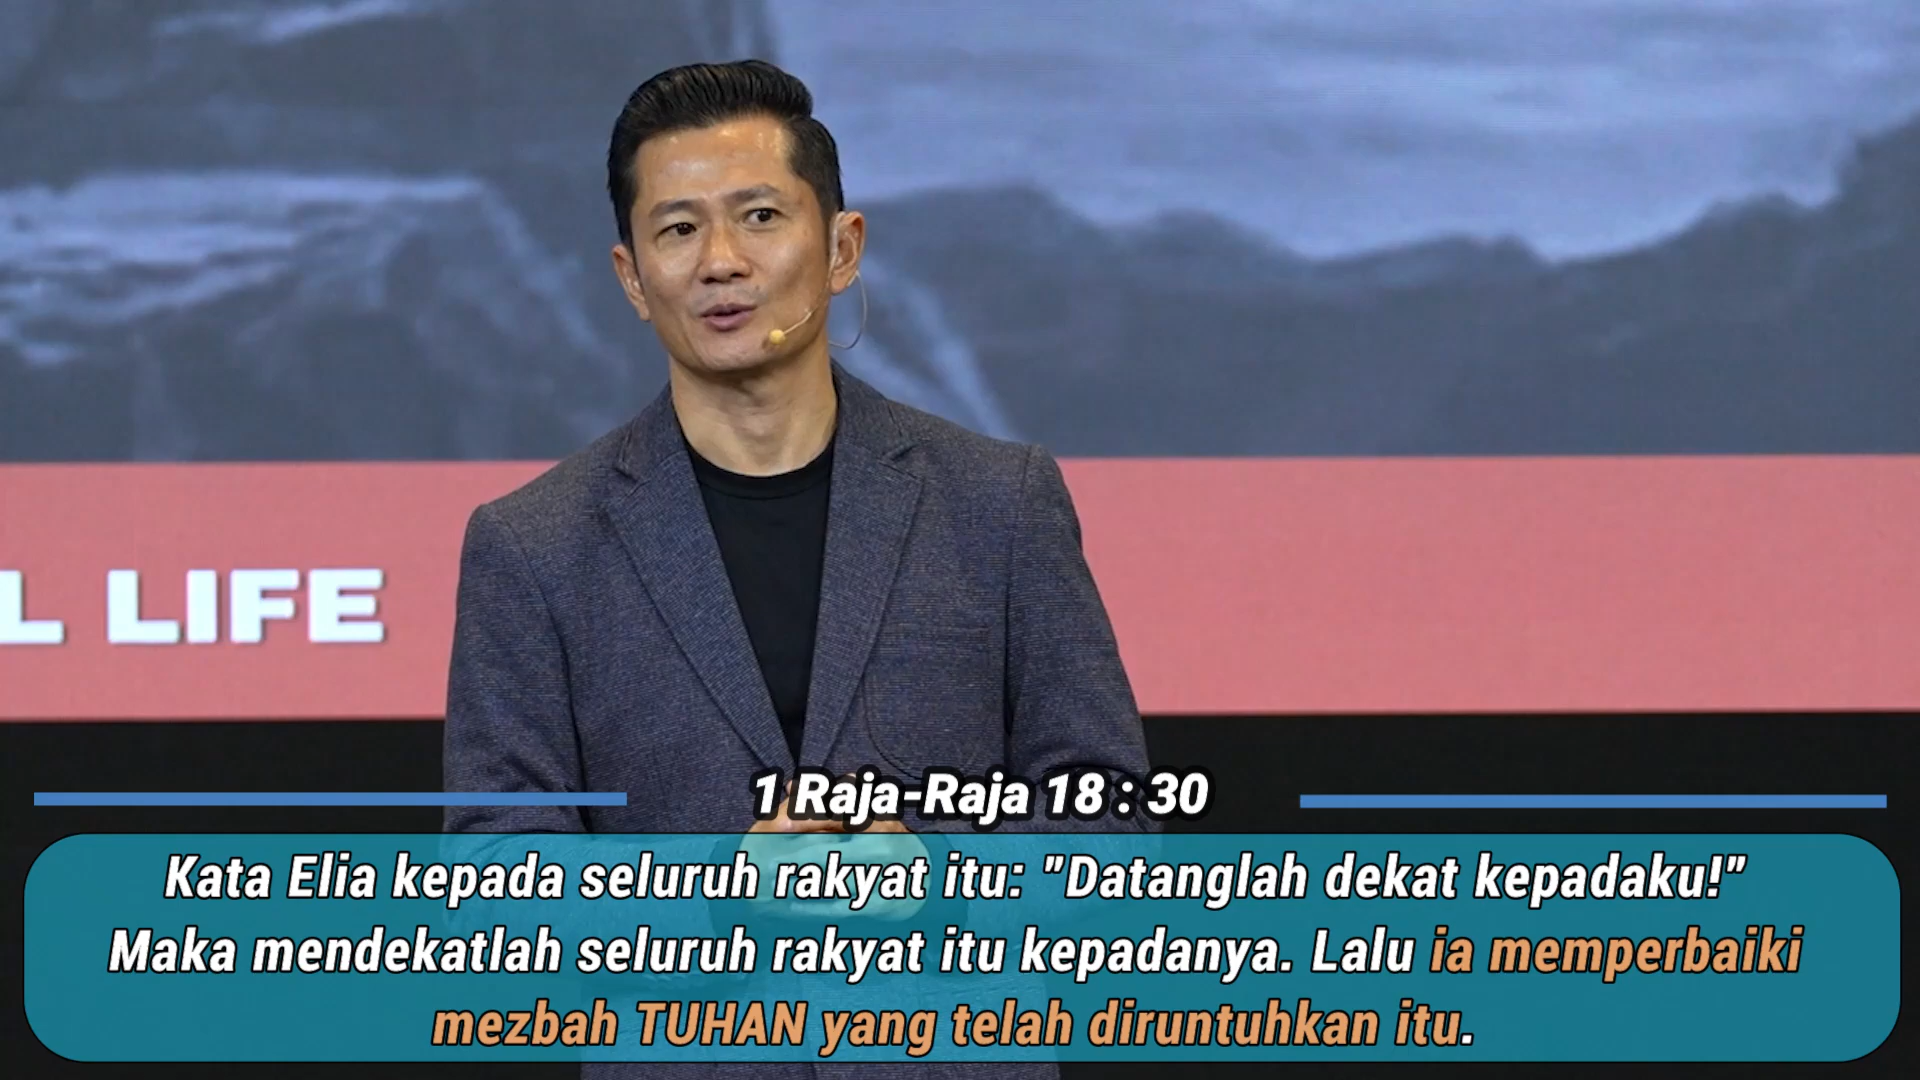 L LIFE
1 Raja-Raja 18 : 30
Kata Elia kepada seluruh rakyat itu: "Datanglah dekat kepadaku!"
Maka mendekatlah seluruh rakyat itu kepadanya. Lalu ia memperbaiki
mezbah TUHAN yang telah diruntuhkan itu.